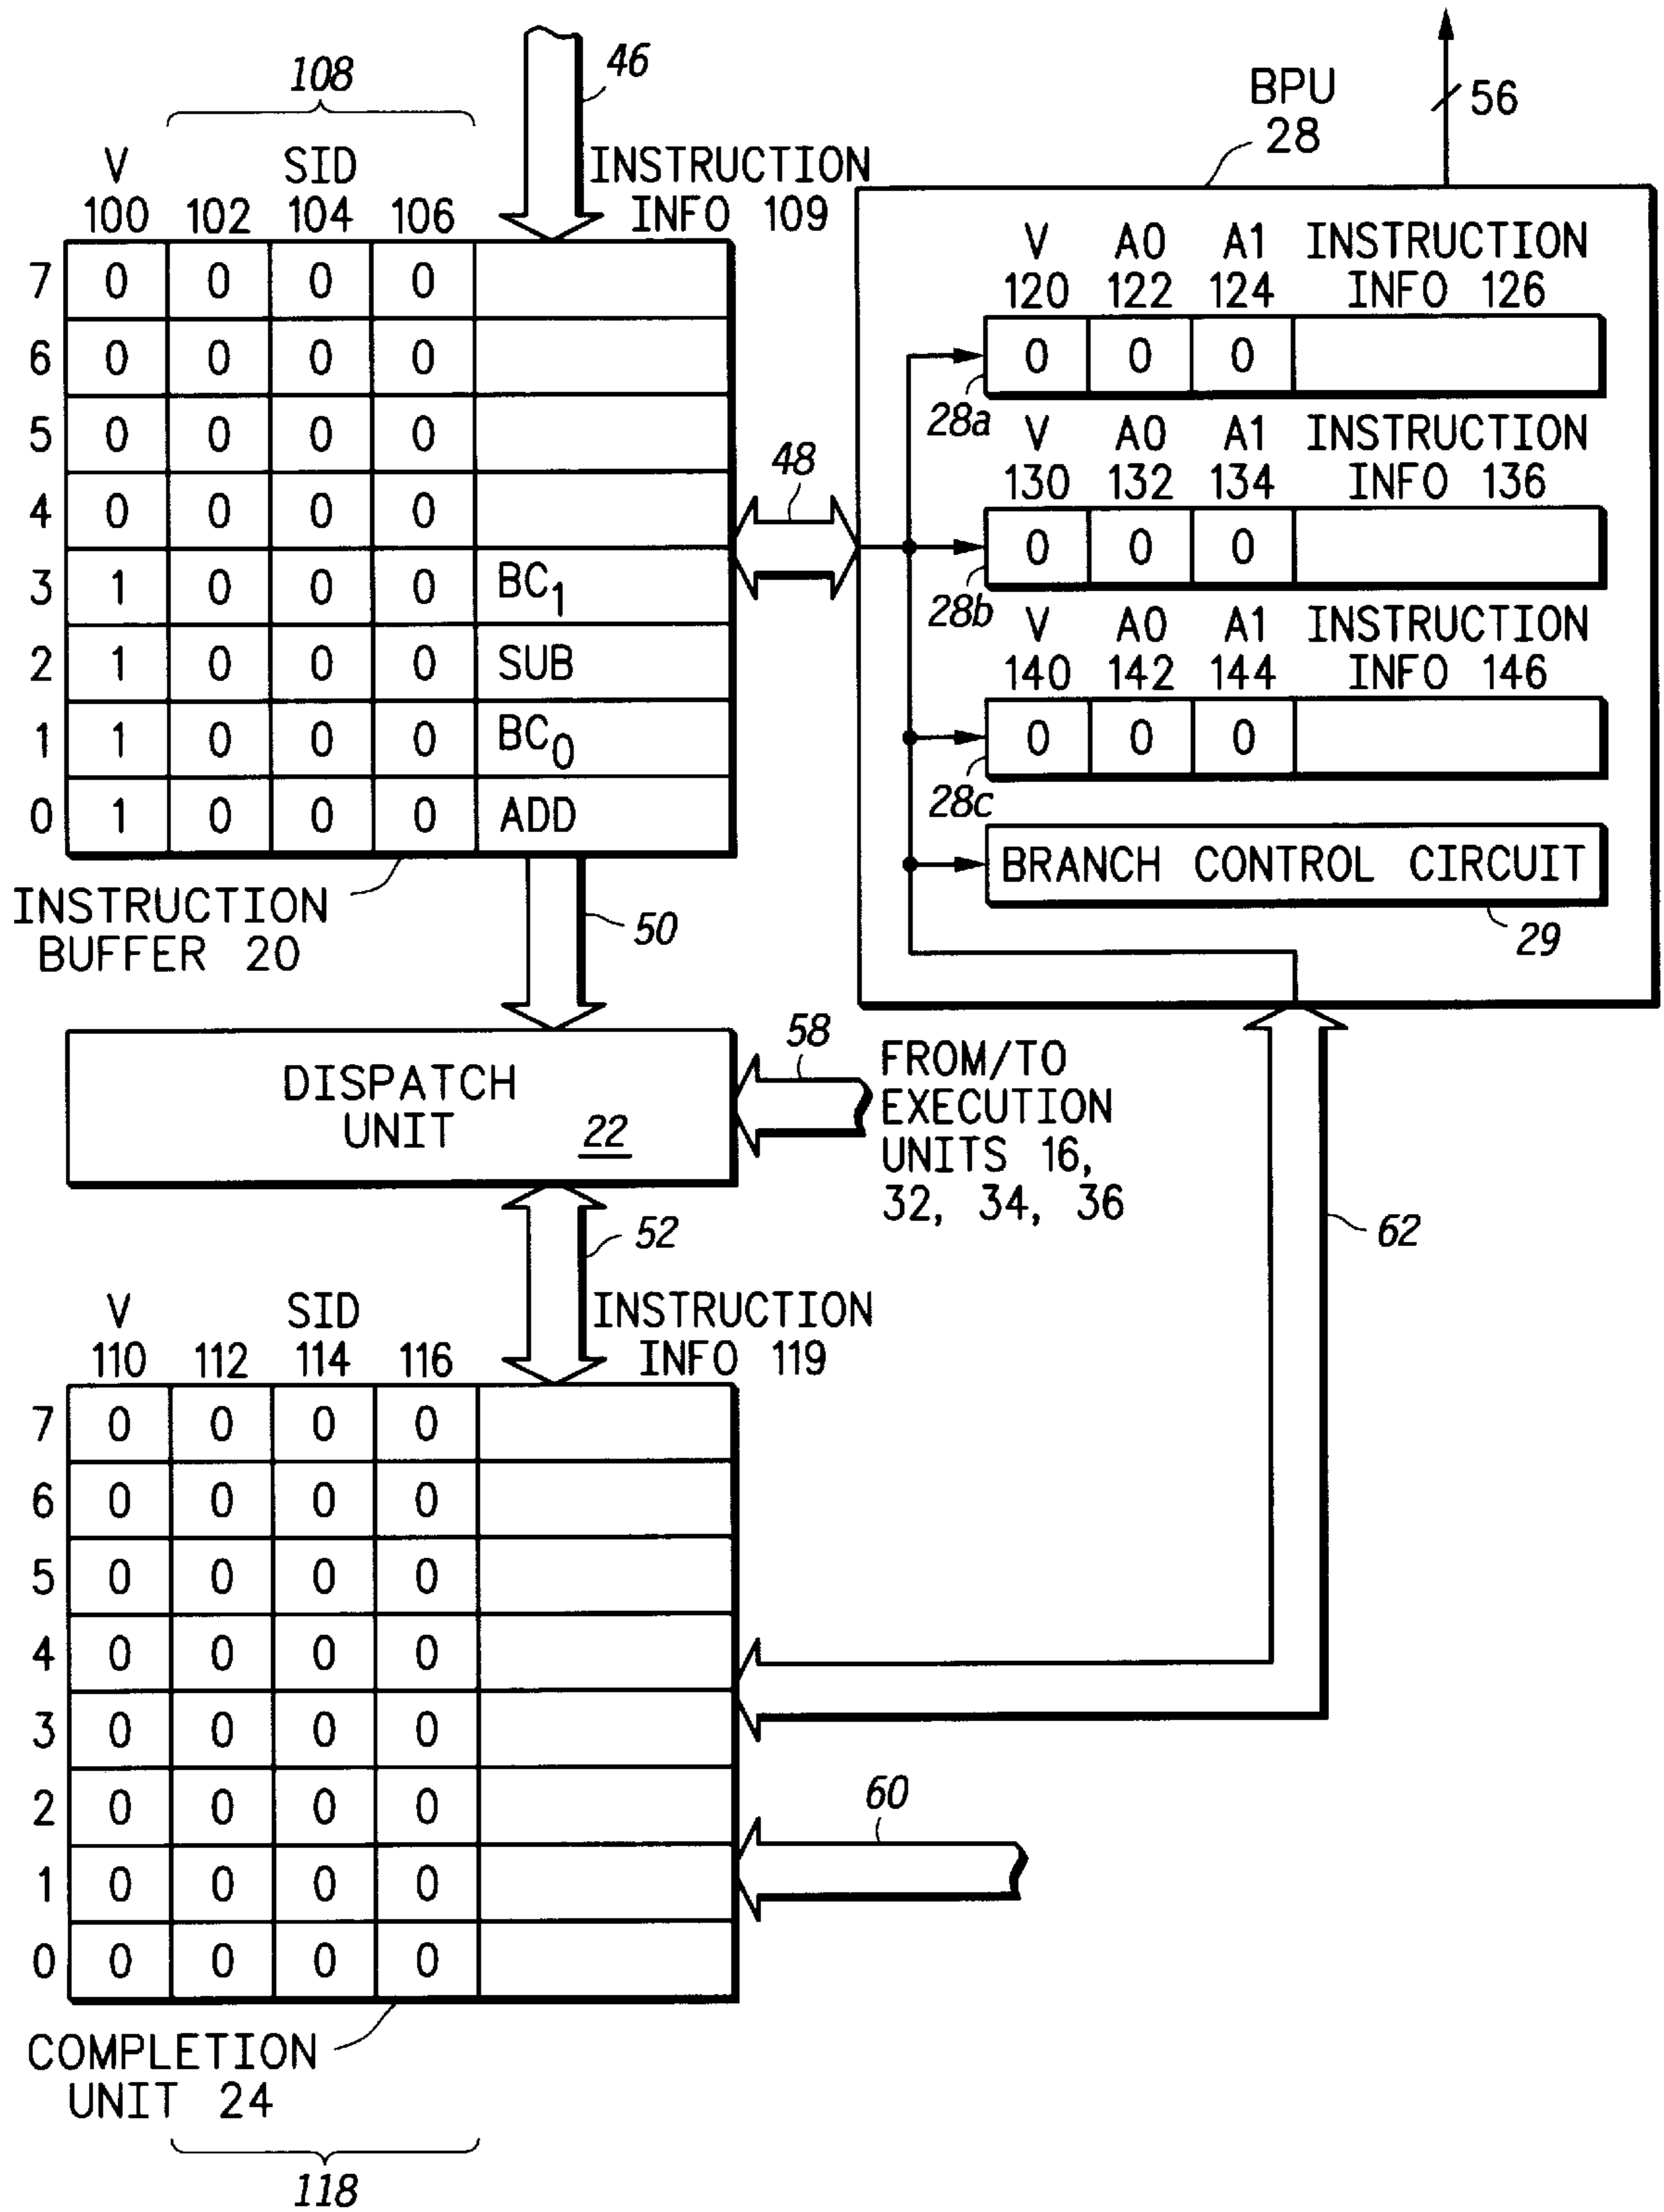 108
46
V SID INSTRUCTION
100 102 104 106 INFO 109
7 0 0 0 0
6 0 0 0 0
5 0 0 0 0
4 0 0 0 0
3 1 0 0 0 BC1
2 1 0 0 0 SUB
1 1 0 0 0 BC0
0 1 0 0 0 ADD
INSTRUCTION
BUFFER 20
48
50
BPU
28
56
V A0 A1 INSTRUCTION
120 122 124 INFO 126
0 0 0
28a
V A0 A1 INSTRUCTION
130 132 134 INFO 136
0 0 0
28b
V A0 A1 INSTRUCTION
140 142 144 INFO 146
0 0 0
28c
BRANCH CONTROL CIRCUIT
29
DISPATCH
UNIT 22
58
FROM/TO
EXECUTION
UNITS 16,
32, 34, 36
52
62
V SID INSTRUCTION
110 112 114 116 INFO 119
7 0 0 0 0
6 0 0 0 0
5 0 0 0 0
4 0 0 0 0
3 0 0 0 0
2 0 0 0 0
1 0 0 0 0
0 0 0 0 0
60
COMPLETION
UNIT 24
118